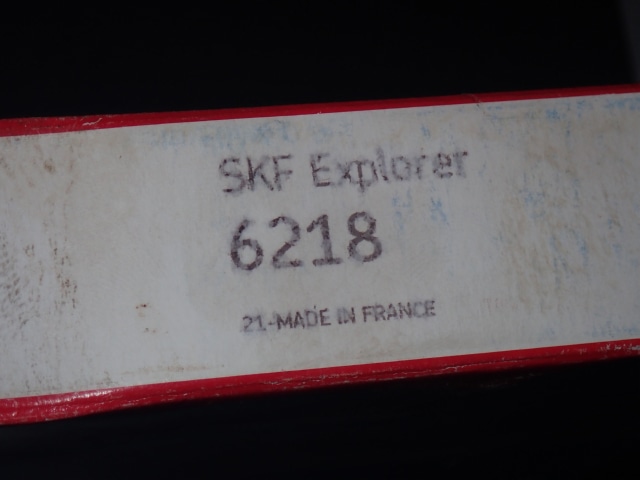 SKF Explorer
6218
21-MADE IN FRANCE